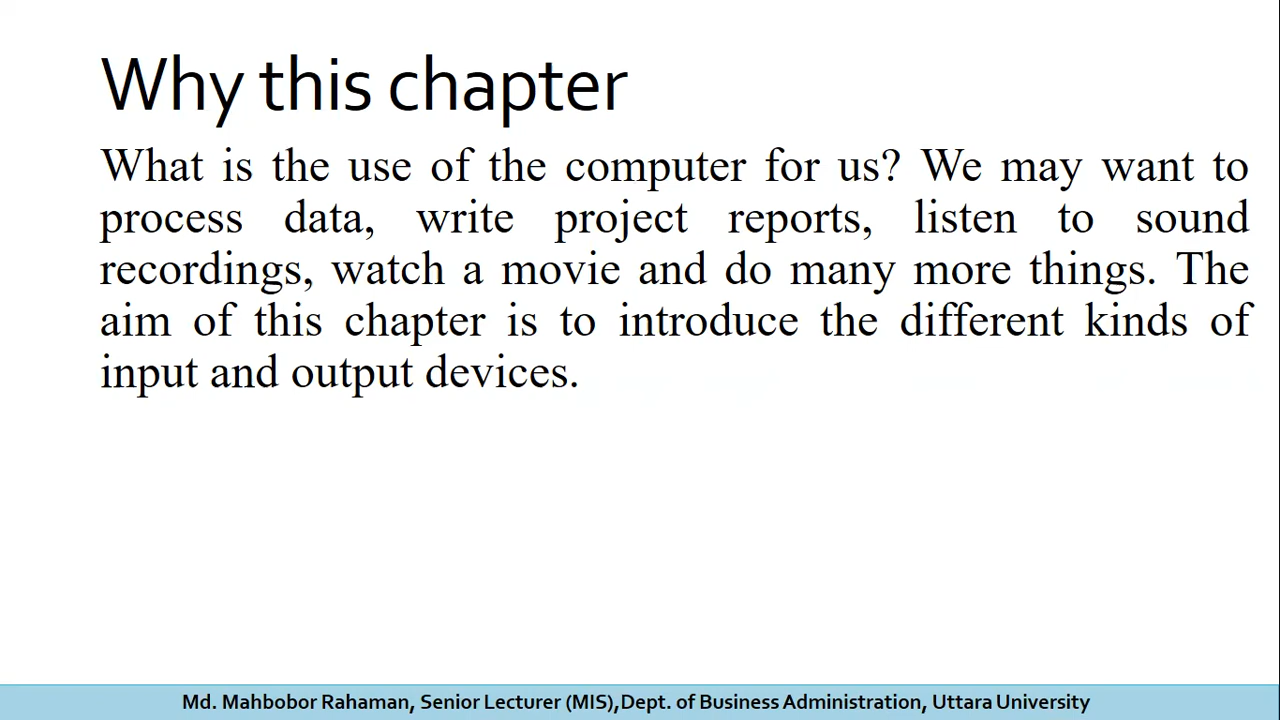 Why this chapter
What is the use of the computer for us? We may want to
process data, write project reports, listen to sound
recordings, watch a movie and do many more things. The
aim of this chapter is to introduce the different kinds of
input and output devices.
Md. Mahbobor Rahaman, Senior Lecturer (MIS),Dept. of Business Administration, Uttara University